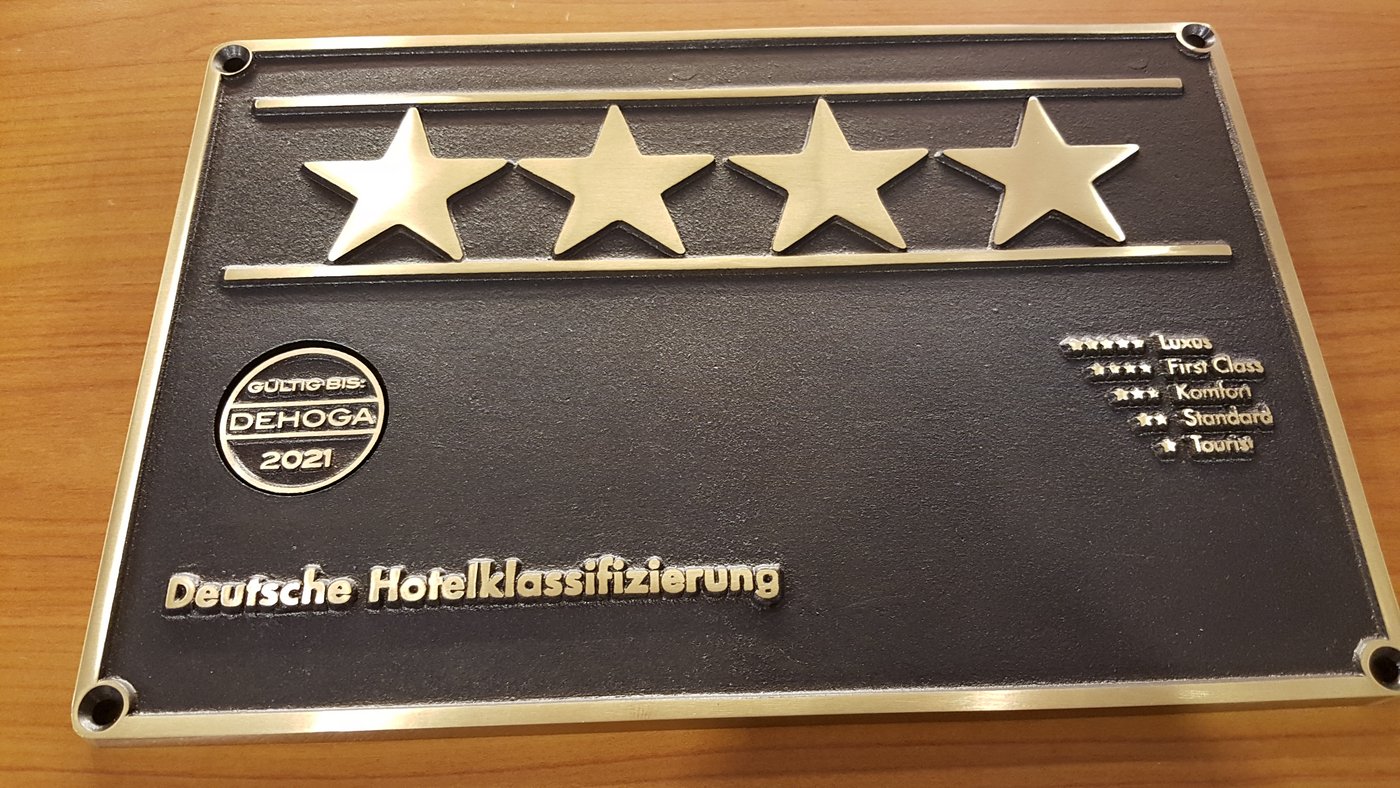 GÜLTIG BIS:
DEHOGA
2021
Luxus
First Class
Komfort
Standard
Tourist
Deutsche Hotelklassifizierung